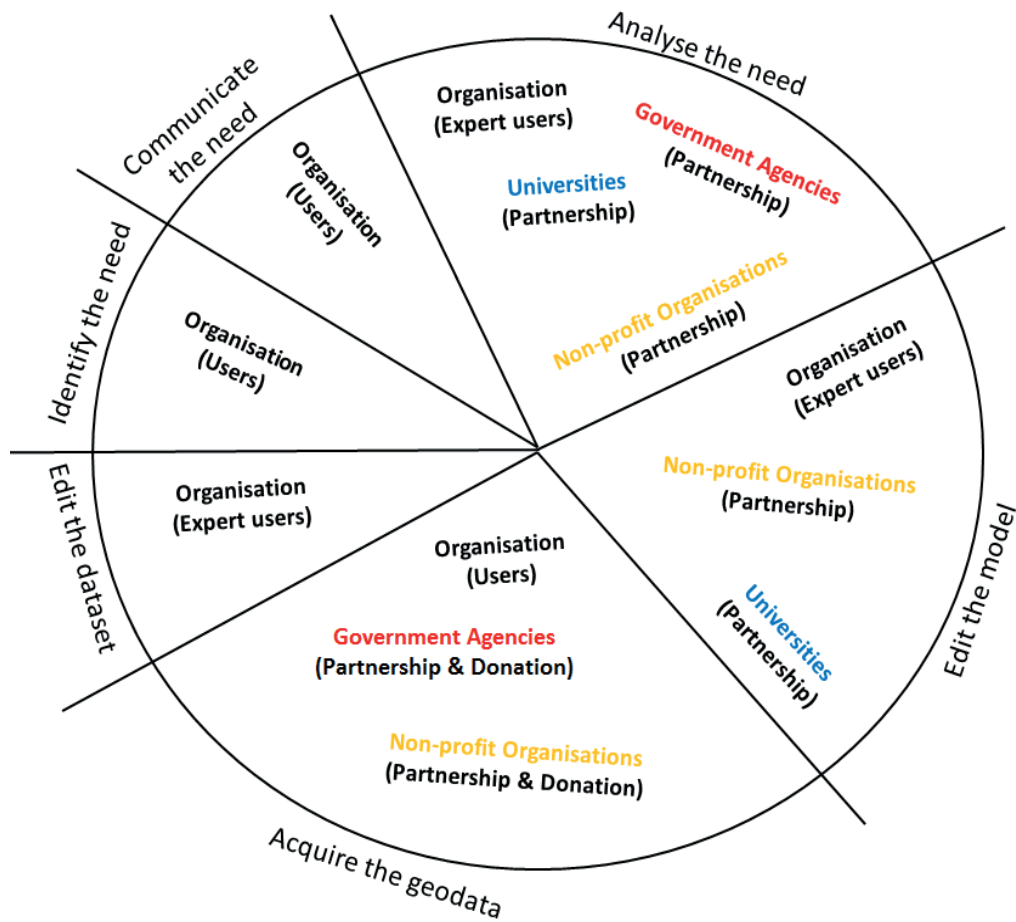 Analyse the need
Organisation
(Expert users)
Government Agencies
(Partnership)
Universities
(Partnership)
Non-profit Organisations
(Partnership)
Communicate
the need
Organisation
(Users)
Identify the need
Organisation
(Users)
Edit the dataset
Organisation
(Expert users)
Acquire the geodata
Organisation
(Users)
Government Agencies
(Partnership & Donation)
Non-profit Organisations
(Partnership & Donation)
Edit the model
Organisation
(Expert users)
Non-profit Organisations
(Partnership)
Universities
(Partnership)